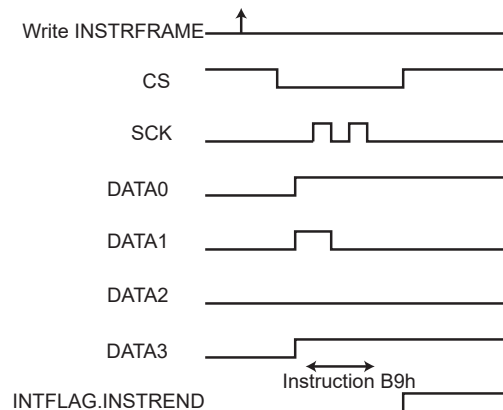 Write INSTRFRAME
CS
SCK
DATA0
DATA1
DATA2
DATA3
Instruction B9h
INTFLAG.INSTREND